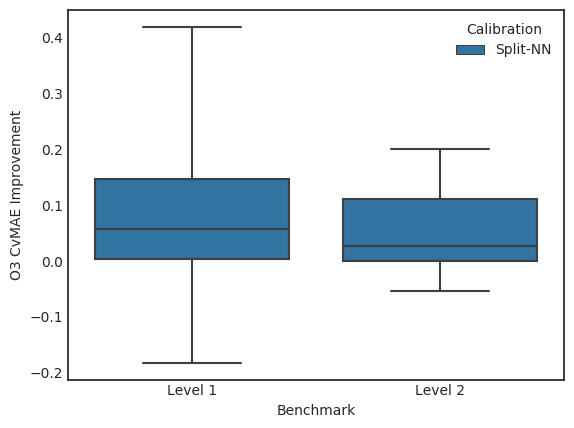 Calibration
Split-NN
O3 CvMAE Improvement
0.4
0.3
0.2
0.1
0.0
−0.1
−0.2
Level 1
Level 2
Benchmark